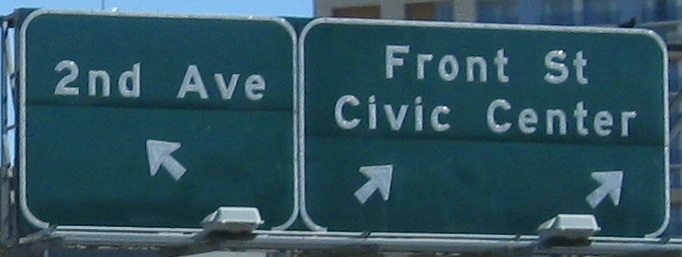 2nd Ave
Front St
Civic Center